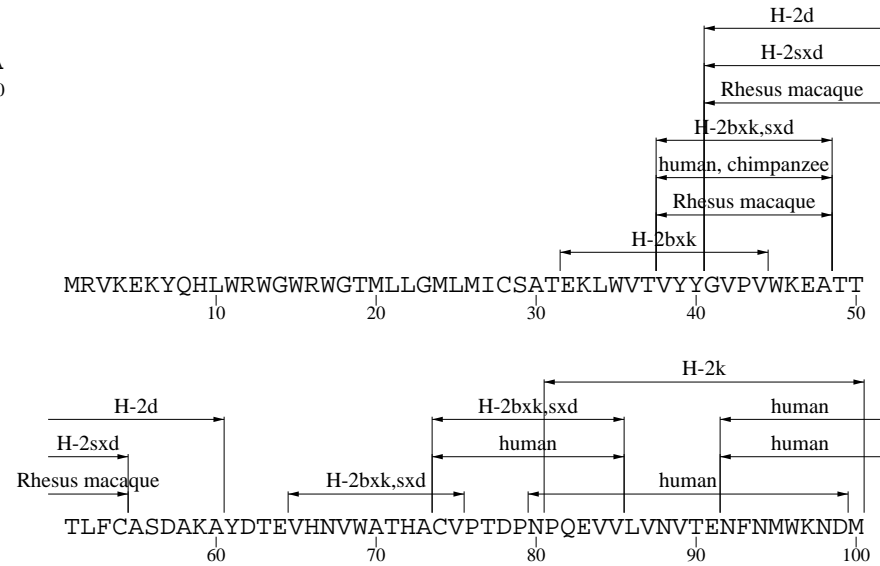 H-2d
H-2sxd
Rhesus macaque
H-2bxk,sxd
human, chimpanzee
Rhesus macaque
H-2bxk
MRVKEKYQHLWRWGWRWGTMLLGMLMICSATEKLWVTVYYGVPVWKEATT
10 20 30 40 50
H-2k
H-2d H-2bxk,sxd human
H-2sxd human human
Rhesus macaque H-2bxk,sxd human
TLFCASDAKAYDTEVHNVWATHACVPTDPNPQEVVLVNVTENFNMWKNDM
60 70 80 90 100